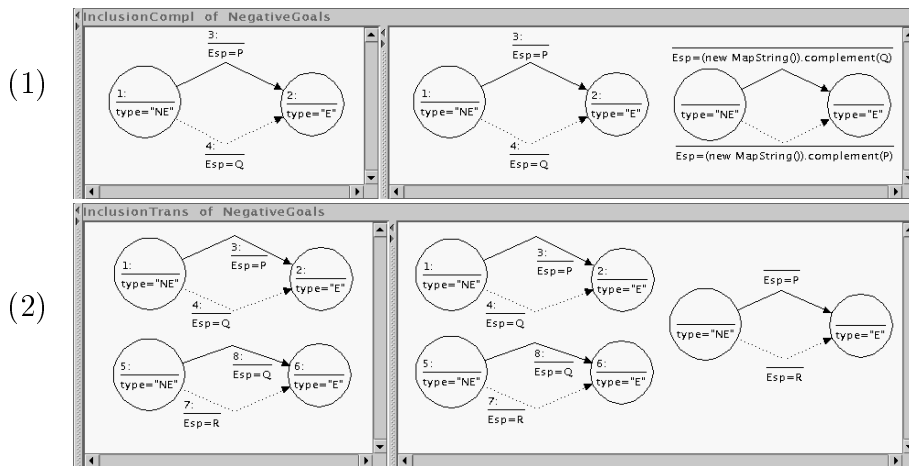 InclusionCompl of NegativeGoals
(1)
3:
Esp=P
1:
type="NE"
2:
type="E"
4:
Esp=Q
3:
Esp=P
1:
type="NE"
2:
type="E"
4:
Esp=Q
Esp=(new MapString()).complement(Q)
type="NE"
type="E"
Esp=(new MapString()).complement(P)
InclusionTrans of NegativeGoals
(2)
3:
Esp=P
1:
type="NE"
2:
type="E"
4:
Esp=Q
5:
type="NE"
8:
Esp=Q
6:
type="E"
7:
Esp=R
3:
Esp=P
1:
type="NE"
2:
type="E"
4:
Esp=Q
5:
type="NE"
8:
Esp=Q
6:
type="E"
7:
Esp=R
Esp=P
type="NE"
type="E"
Esp=R